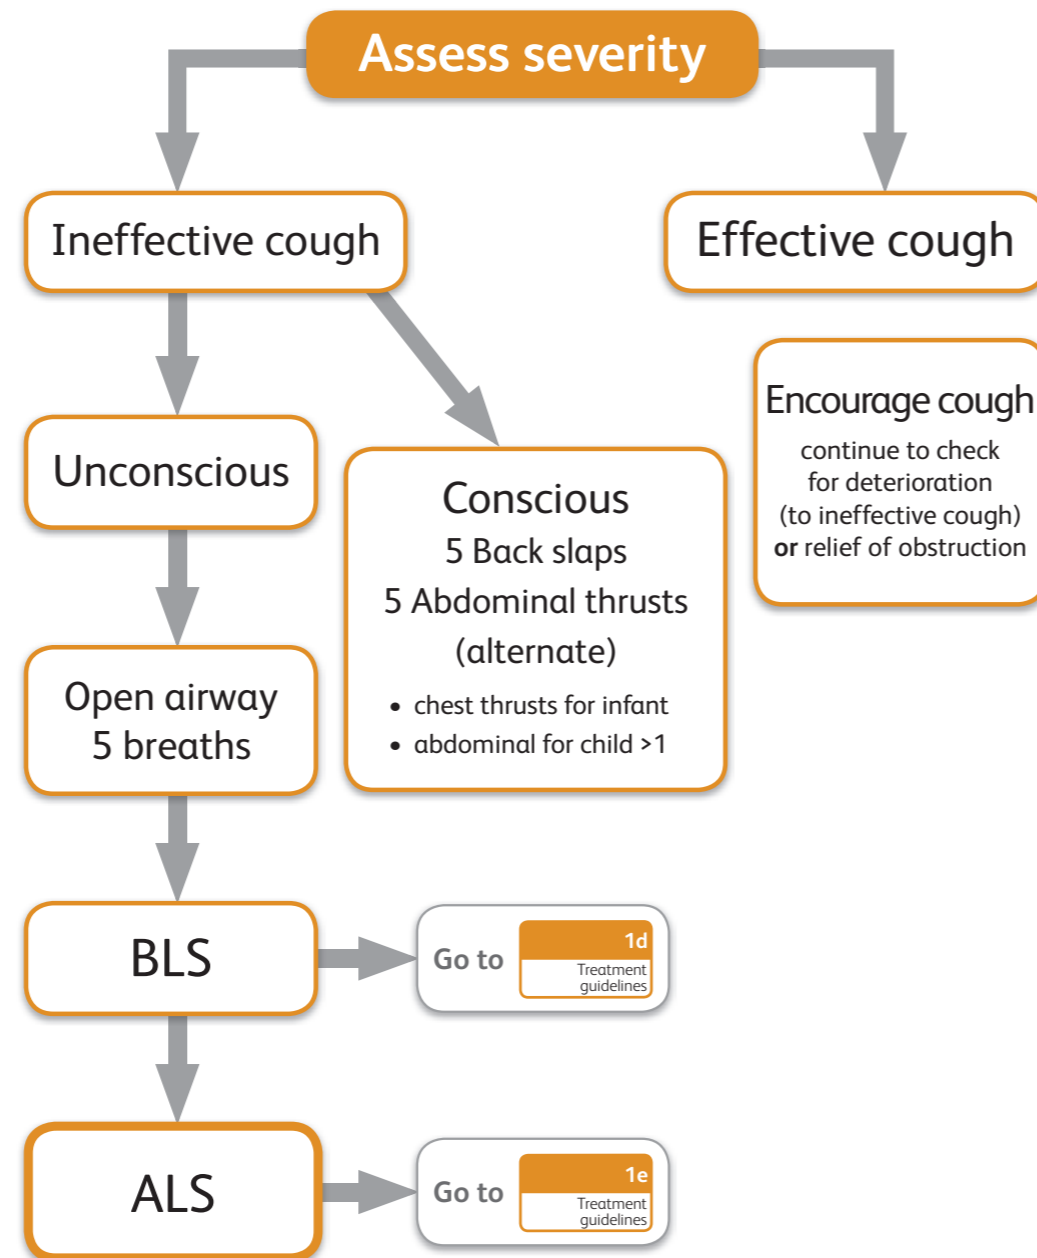 Assess severity
Ineffective cough
Effective cough
Encourage cough
continue to check
for deterioration
(to ineffective cough)
or relief of obstruction
Unconscious
Conscious
5 Back slaps
5 Abdominal thrusts
(alternate)
• chest thrusts for infant
• abdominal for child >1
Open airway
5 breaths
BLS
Go to
1d
Treatment
guidelines
ALS
Go to
1e
Treatment
guidelines